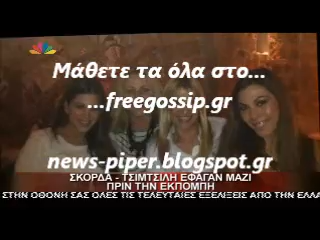 Μάθετε τα όλα στο...
...freegossip.gr
news-piper.blogspot.gr
ΣΚΟΡΔΑ - ΤΣΙΜΤΣΙΛΗ ΕΦΑΓΑΝ ΜΑΖΙ
ΠΡΙΝ ΤΗΝ ΕΚΠΟΜΠΗ
ΣΤΗΝ ΟΘΟΝΗ ΣΑΣ ΟΛΕΣ ΤΙΣ ΤΕΛΕΥΤΑΙΕΣ ΕΞΕΛΙΞΕΙΣ ΑΠΟ ΤΗΝ ΕΛΛΑ